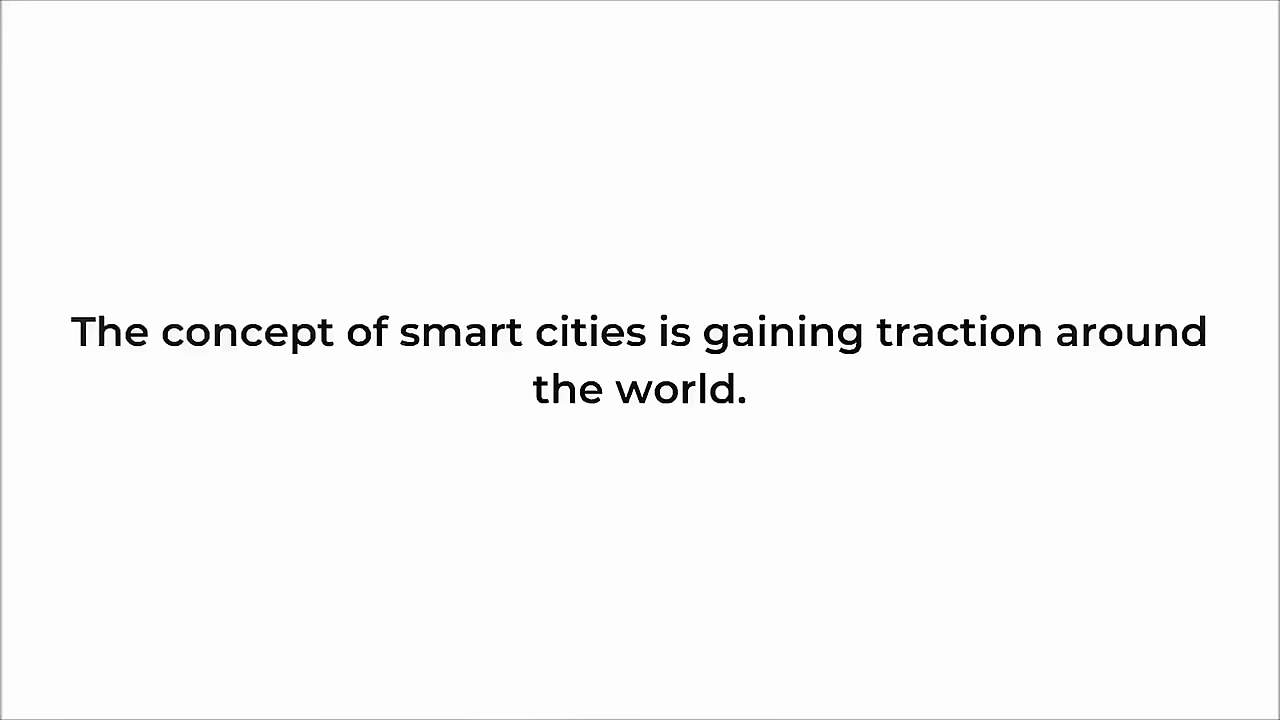 The concept of smart cities is gaining traction around
the world.